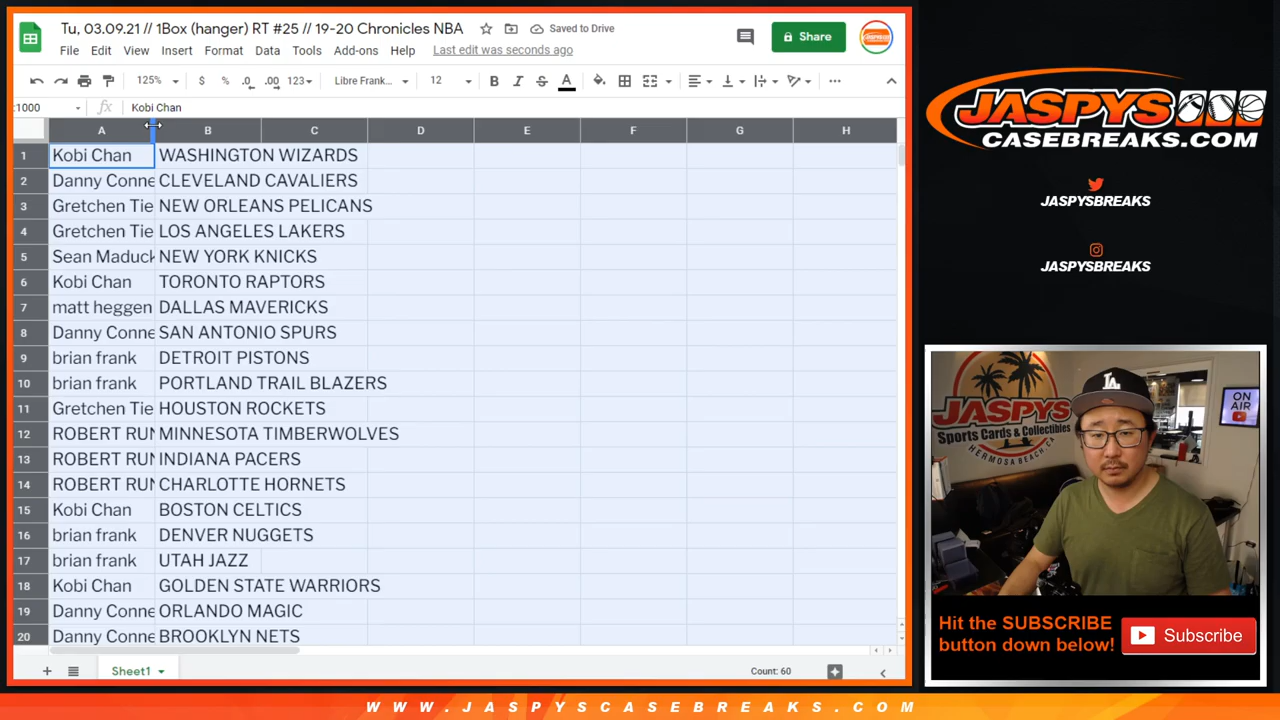 Tu, 03.09.21 // 1Box (hanger) RT #25 // 19-20 Chronicles NBA
Saved to Drive
Share
File Edit View Insert Format Data Tools Add-ons Help Last edit was seconds ago
125% $ % .0 .00 123 Libre Frank... 12
:1000 fx Kobi Chan
A B C D E F G H
1 Kobi Chan WASHINGTON WIZARDS
2 Danny Conne CLEVELAND CAVALIERS
3 Gretchen Tie NEW ORLEANS PELICANS
4 Gretchen Tie LOS ANGELES LAKERS
5 Sean Maduck NEW YORK KNICKS
6 Kobi Chan TORONTO RAPTORS
7 matt heggen DALLAS MAVERICKS
8 Danny Conne SAN ANTONIO SPURS
9 brian frank DETROIT PISTONS
10 brian frank PORTLAND TRAIL BLAZERS
11 Gretchen Tie HOUSTON ROCKETS
12 ROBERT RUN MINNESOTA TIMBERWOLVES
13 ROBERT RUN INDIANA PACERS
14 ROBERT RUN CHARLOTTE HORNETS
15 Kobi Chan BOSTON CELTICS
16 brian frank DENVER NUGGETS
17 brian frank UTAH JAZZ
18 Kobi Chan GOLDEN STATE WARRIORS
19 Danny Conne ORLANDO MAGIC
20 Danny Conne BROOKLYN NETS
Sheet1
Count: 60
JASPYS
CASEBREAKS.COM
JASPYSBREAKS
JASPYSBREAKS
JASPYS
Sports Cards & Collectibles
HERMOSA BEACH, CA
LA
ON AIR
Hit the SUBSCRIBE
button down below!
Subscribe
WWW.JASPYSCASEBREAKS.COM